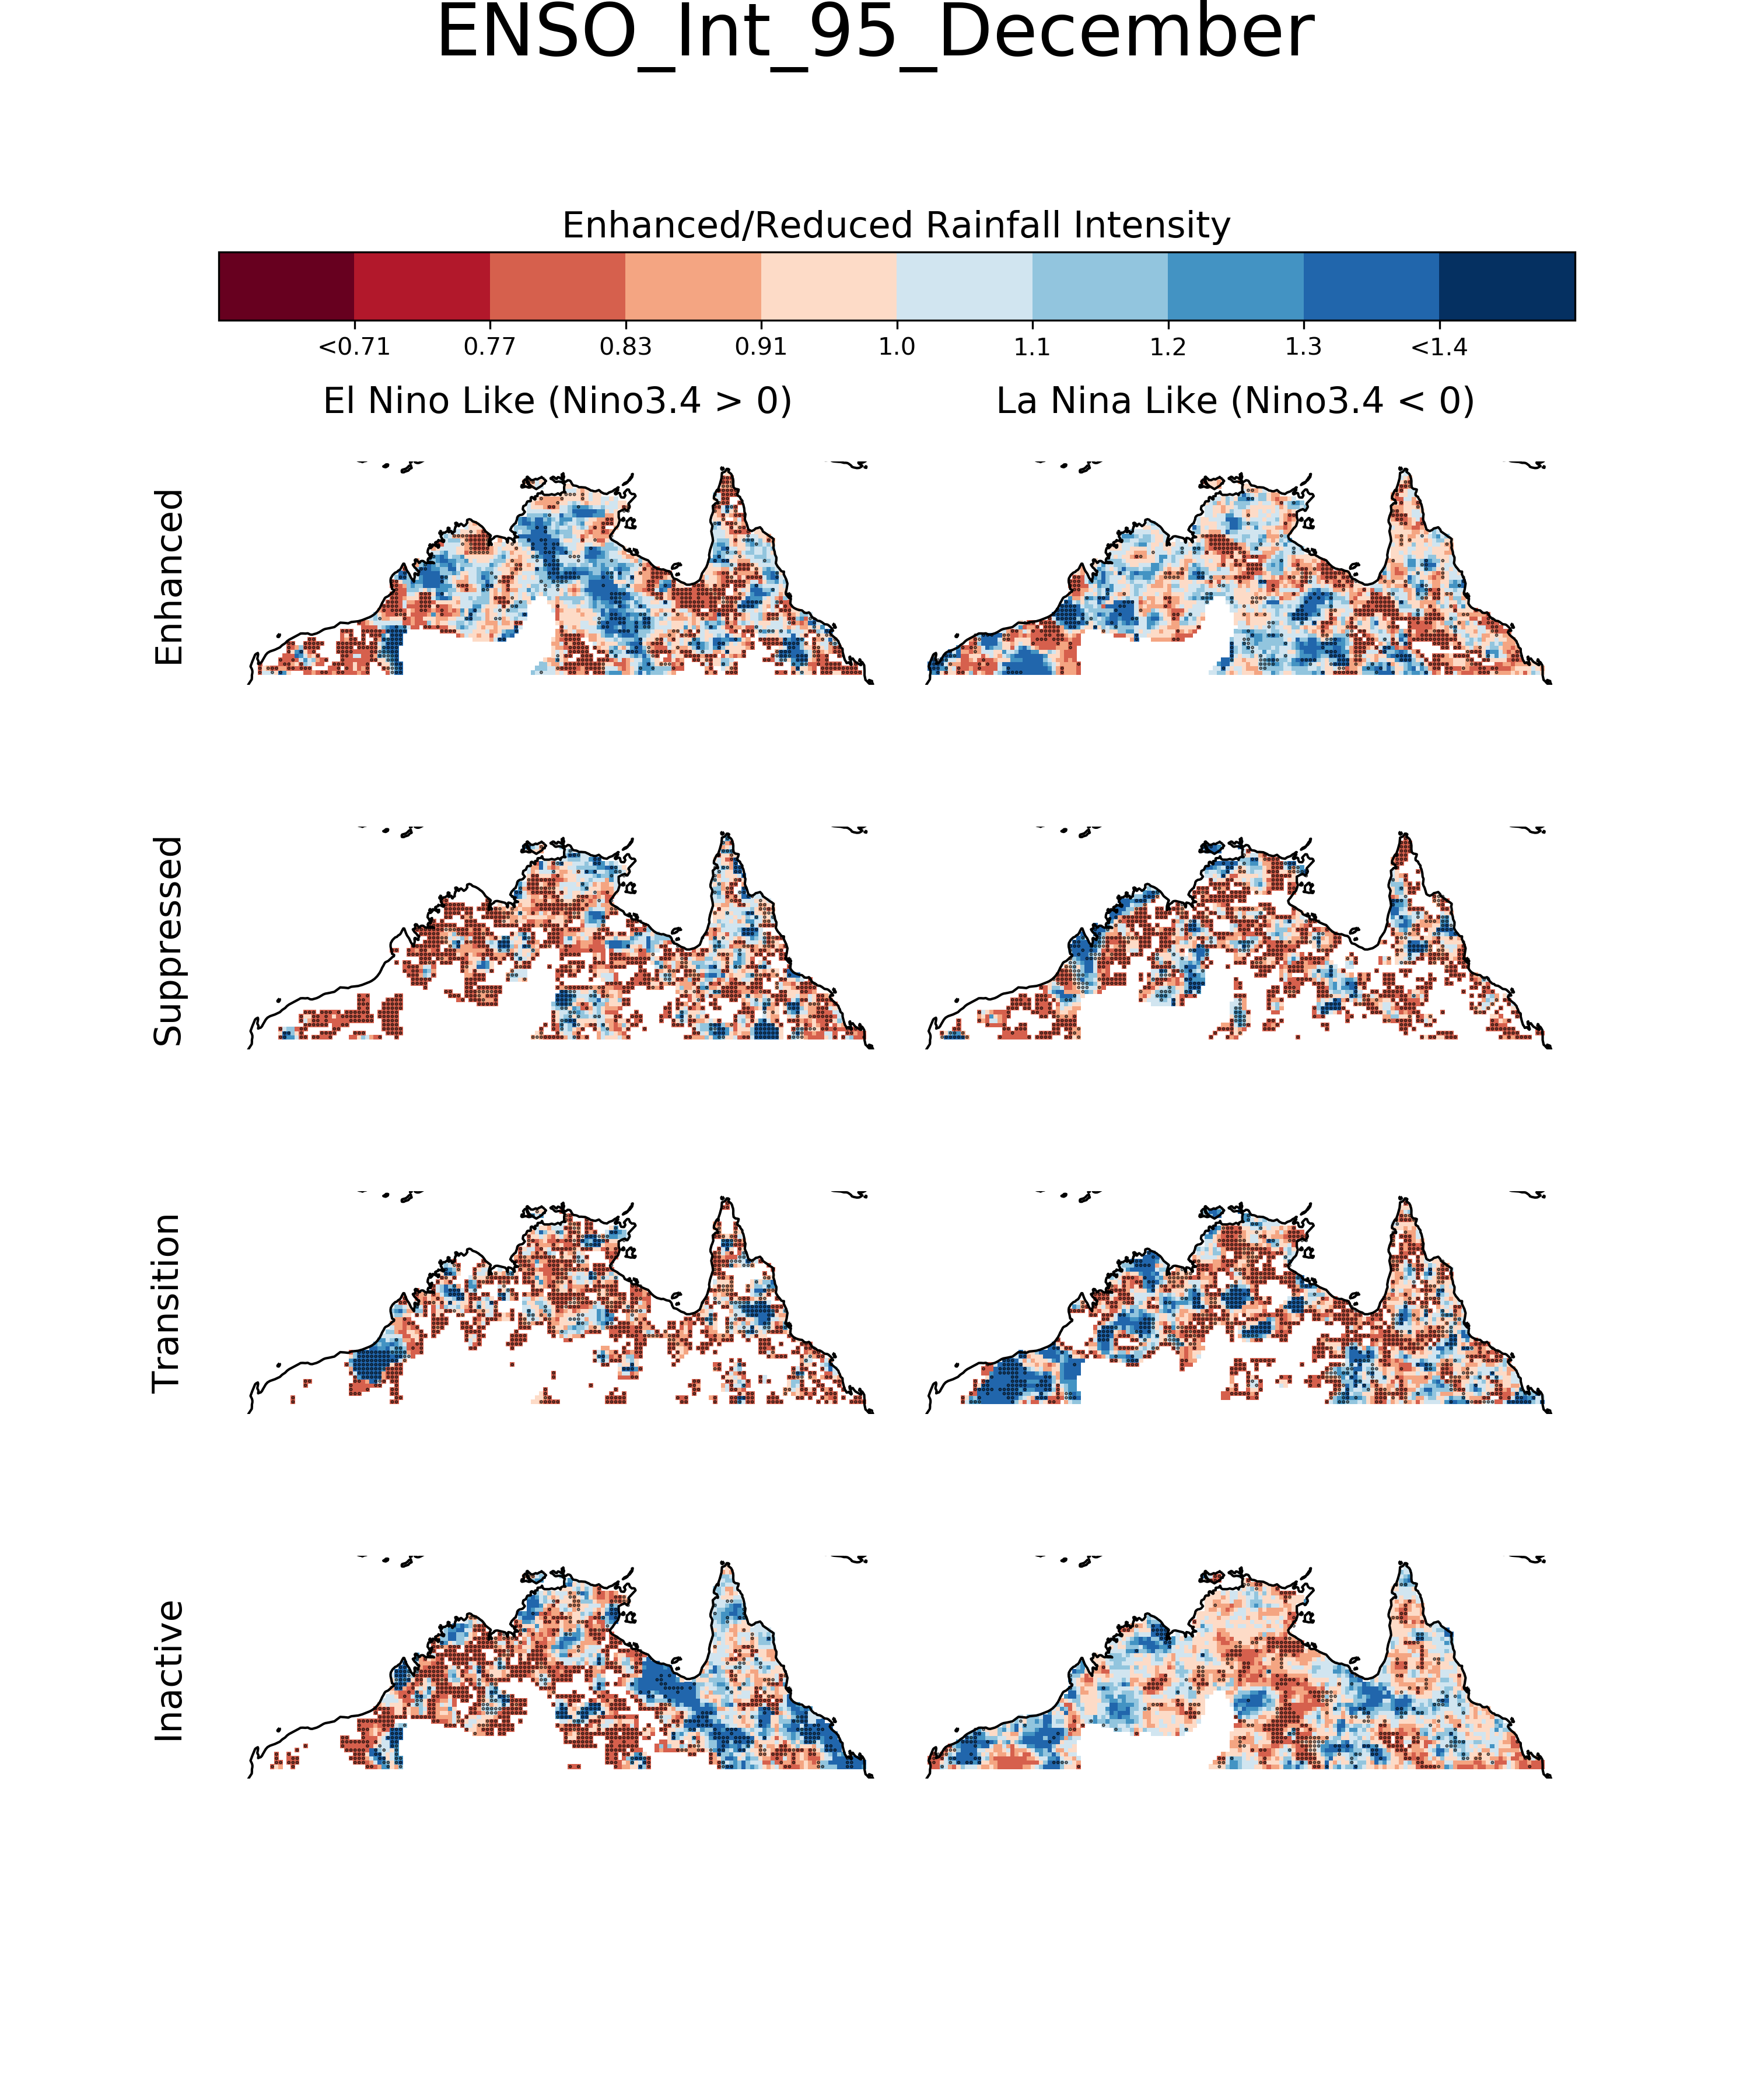 ENSO_Int_95_December
Enhanced/Reduced Rainfall Intensity
<0.71 0.77 0.83 0.91 1.0 1.1 1.2 1.3 <1.4
El Nino Like (Nino3.4 > 0) La Nina Like (Nino3.4 < 0)
Enhanced
Suppressed
Transition
Inactive